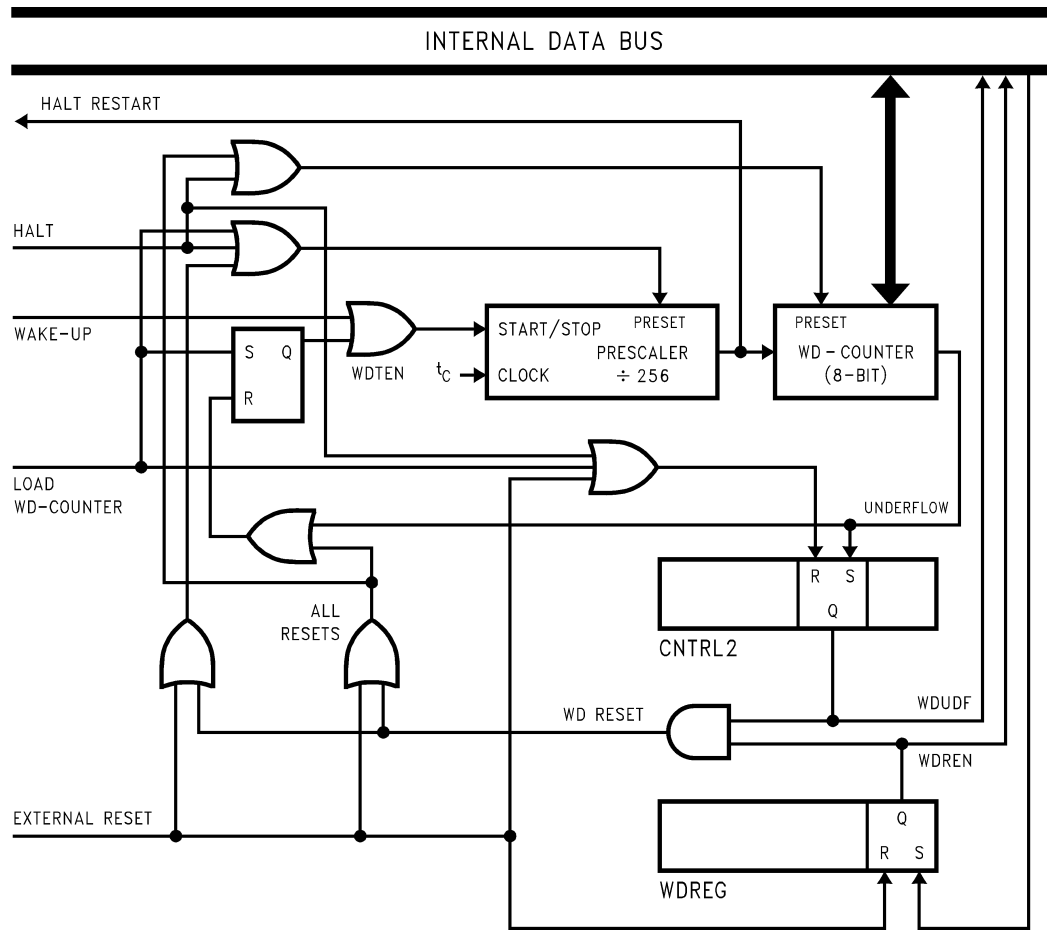 INTERNAL DATA BUS
HALT RESTART
HALT
WAKE-UP
S Q
R
WDTEN
START/STOP
PRESET
PRESCALER
÷ 256
tC
CLOCK
PRESET
WD - COUNTER
(8-BIT)
LOAD
WD-COUNTER
UNDERFLOW
R S
Q
CNTRL2
ALL
RESETS
WD RESET
WDUDF
WDREN
EXTERNAL RESET
Q
R S
WDREG